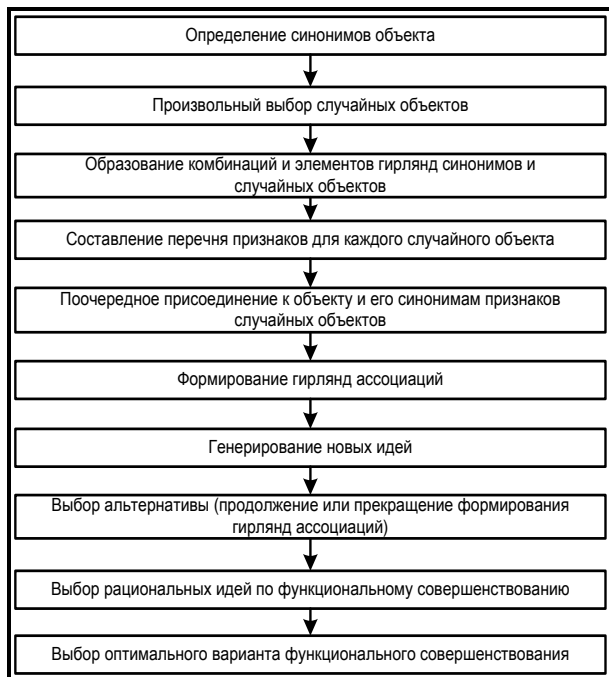 Определение синонимов объекта
Произвольный выбор случайных объектов
Образование комбинаций и элементов гирлянд синонимов и
случайных объектов
Составление перечня признаков для каждого случайного объекта
Поочередное присоединение к объекту и его синонимам признаков
случайных объектов
Формирование гирлянд ассоциаций
Генерирование новых идей
Выбор альтернативы (продолжение или прекращение формирования
гирлянд ассоциаций)
Выбор рациональных идей по функциональному совершенствованию
Выбор оптимального варианта функционального совершенствования